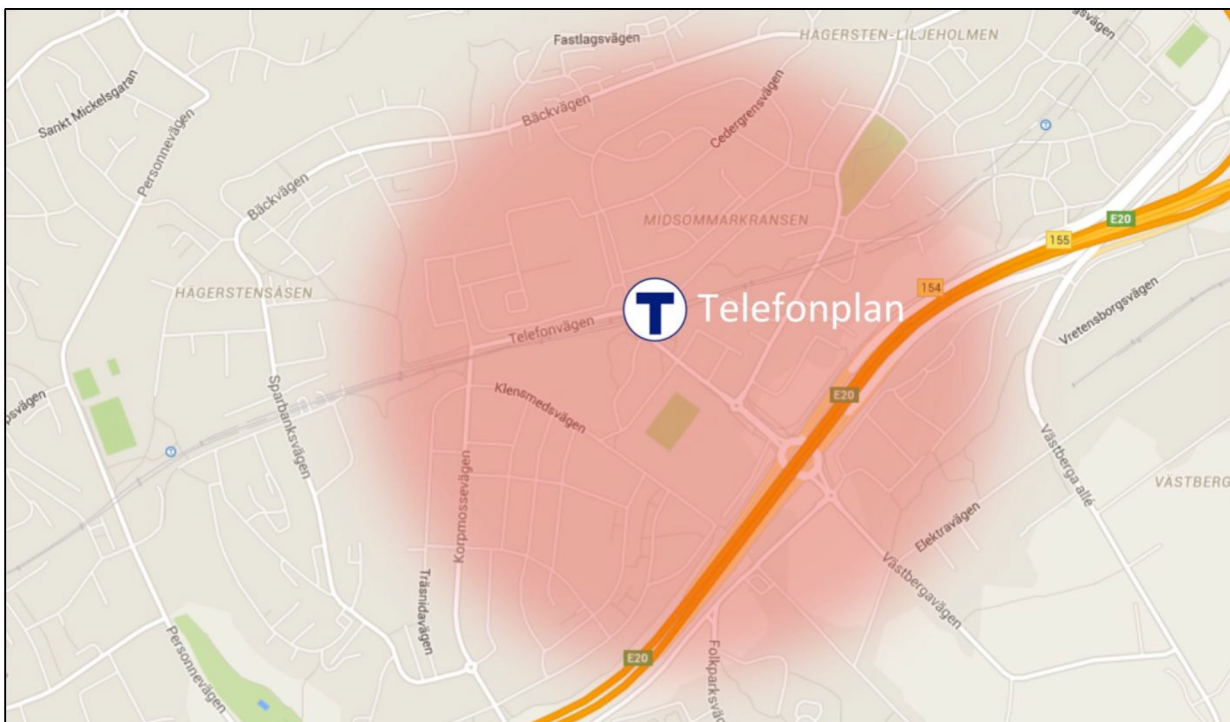 Fastlagsvägen
HÄGERSTEN-LILJEHOLMEN
Sankt Mickelsgatan
Personnevägen
Bäckvägen
Cedergrensvägen
Bäckvägen
MIDSOMMARKRANSEN
E20
155
154
HÄGERSTENSÅSEN
T Telefonplan
Telefonvägen
Vretensborgsvägen
Klensmedsvägen
E20
Sparbanksvägen
Korpmossevägen
Västberga allé
VÄSTBERG
Elektravägen
Träsnidavägen
Västbergavägen
Personnevägen
Folkparksvägen
E20